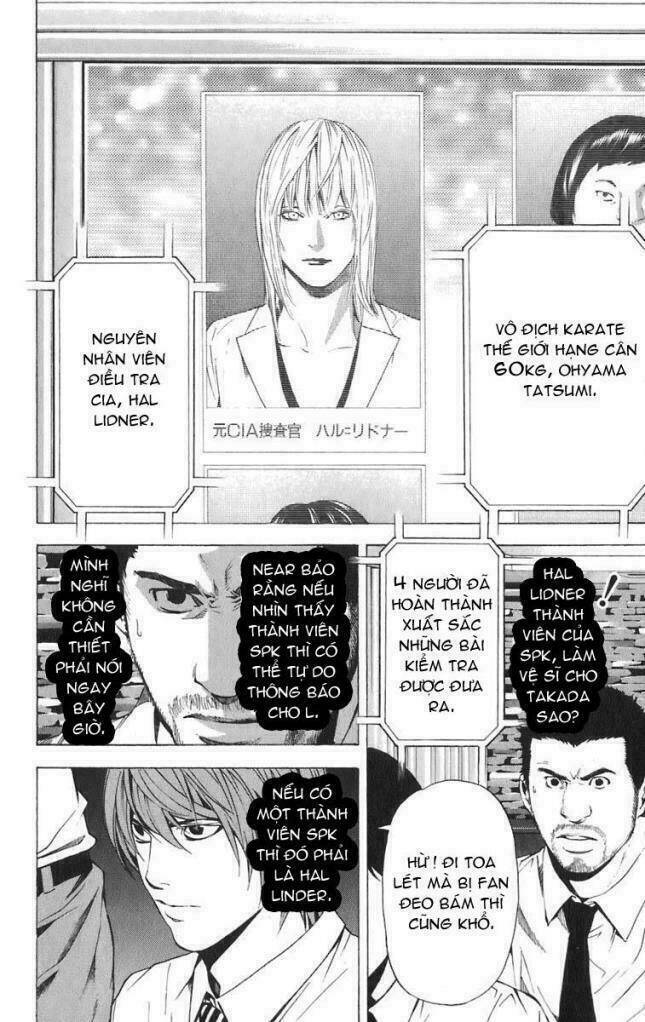 VÔ ĐỊCH KARATE
THẾ GIỚI HẠNG CÂN
60KG, OHYAMA
TATSUMI.
NGUYÊN
NHÂN VIÊN
ĐIỀU TRA
CIA, HAL
LIDNER.
元CIA捜査官 ハル=リドナー
!
HAL
LIDNER
THÀNH
VIÊN CỦA
SPK, LÀM
VỆ SĨ CHO
TAKADA
SAO?
4 NGƯỜI ĐÃ
HOÀN THÀNH
XUẤT SẮC
NHỮNG BÀI
KIỂM TRA
ĐƯỢC ĐƯA
RA.
NEAR BẢO
RẰNG NẾU
NHÌN THẤY
THÀNH VIÊN
SPK THÌ CÓ
THỂ TỰ DO
THÔNG BÁO
CHO L.
MÌNH
NGHĨ
KHÔNG
CẦN
THIẾT
PHẢI NÓI
NGAY
BÂY
GIỜ.
HỪ! ĐI TOA
LÉT MÀ BỊ FAN
ĐEO BÁM THÌ
CŨNG KHỔ.
NẾU CÓ
MỘT THÀNH
VIÊN SPK
THÌ ĐÓ PHẢI
LÀ HAL
LINDER.